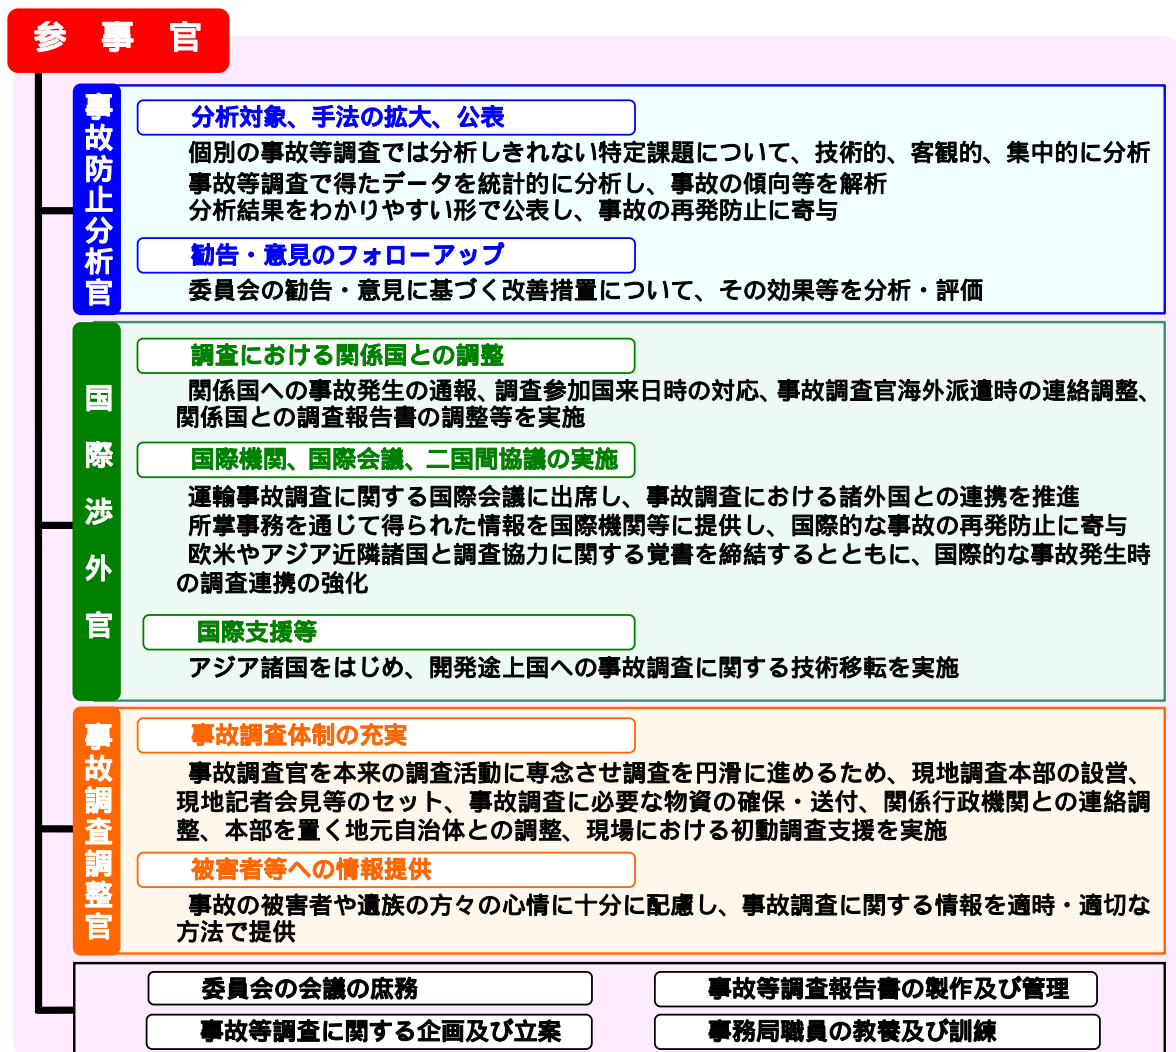 参事官
事故防止分析官
分析対象、手法の拡大、公表
個別の事故等調査では分析しきれない特定課題について、技術的、客観的、集中的に分析
事故等調査で得たデータを統計的に分析し、事故の傾向等を解析
分析結果をわかりやすい形で公表し、事故の再発防止に寄与
勧告・意見のフォローアップ
委員会の勧告・意見に基づく改善措置について、その効果等を分析・評価
国際渉外官
調査における関係国との調整
関係国への事故発生の通報、調査参加国来日時の対応、事故調査官海外派遣時の連絡調整、
関係国との調査報告書の調整等を実施
国際機関、国際会議、二国間協議の実施
運輸事故調査に関する国際会議に出席し、事故調査における諸外国との連携を推進
所掌事務を通じて得られた情報を国際機関等に提供し、国際的な事故の再発防止に寄与
欧米やアジア近隣諸国と調査協力に関する覚書を締結するとともに、国際的な事故発生時
の調査連携の強化
国際支援等
アジア諸国をはじめ、開発途上国への事故調査に関する技術移転を実施
事故調査調整官
事故調査体制の充実
事故調査官を本来の調査活動に専念させ調査を円滑に進めるため、現地調査本部の設営、
現地記者会見等のセット、事故調査に必要な物資の確保・送付、関係行政機関との連絡調
整、本部を置く地元自治体との調整、現場における初動調査支援を実施
被害者等への情報提供
事故の被害者や遺族の方々の心情に十分に配慮し、事故調査に関する情報を適時・適切な
方法で提供
委員会の会議の庶務
事故等調査報告書の製作及び管理
事故等調査に関する企画及び立案
事務局職員の教養及び訓練